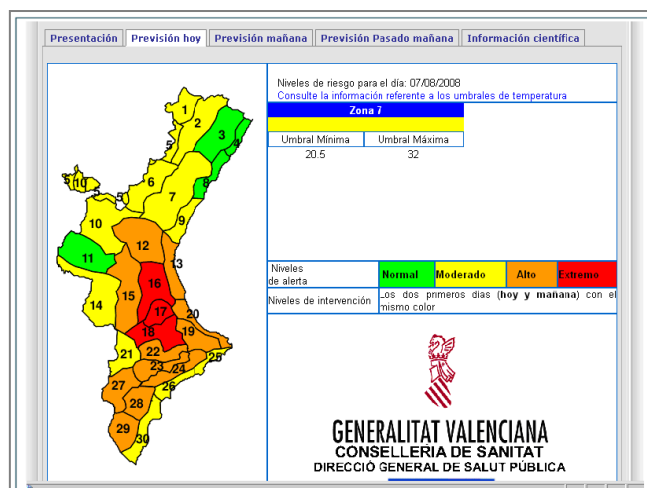 Presentación Previsión hoy Previsión mañana Previsión Pasado mañana Información científica
Niveles de riesgo para el día: 07/08/2008
Consulte la información referente a los umbrales de temperatura
Zona 7
Umbral Mínima Umbral Máxima
20.5 32
1
2
3
4
5
6
7
8
5 10
5
5
9
10
12
11
13
16
15
14
17
20
18
19
21
22
25
23
24
27
26
28
29
30
Niveles de alerta
Normal Moderado Alto Extremo
Niveles de intervención
Los dos primeros dias (hoy y mañana) con el
mismo color
GENERALITAT VALENCIANA
CONSELLERIA DE SANITAT
DIRECCIÓ GENERAL DE SALUT PÚBLICA